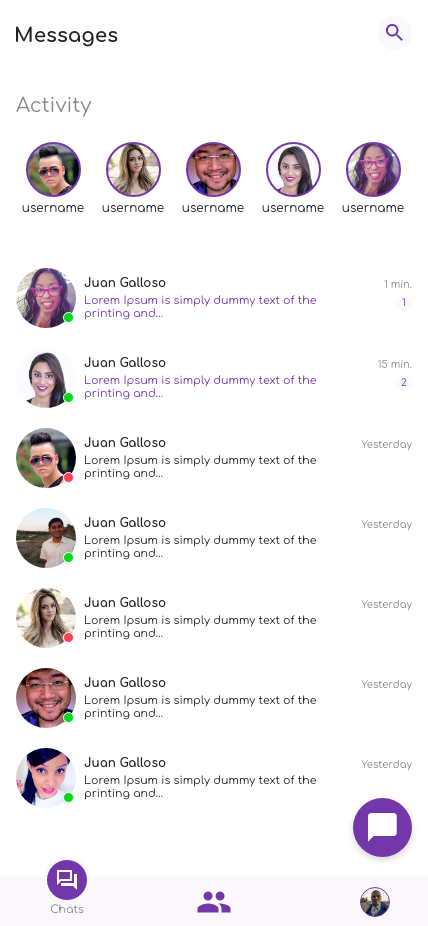 Messages
Activity
username username username username username
Juan Galloso
1 min.
Lorem Ipsum is simply dummy text of the
1
printing and...
Juan Galloso
15 min.
Lorem Ipsum is simply dummy text of the
2
printing and...
Juan Galloso
Yesterday
Lorem Ipsum is simply dummy text of the
printing and...
Juan Galloso
Yesterday
Lorem Ipsum is simply dummy text of the
printing and...
Juan Galloso
Yesterday
Lorem Ipsum is simply dummy text of the
printing and...
Juan Galloso
Yesterday
Lorem Ipsum is simply dummy text of the
printing and...
Juan Galloso
Yesterday
Lorem Ipsum is simply dummy text of the
printing and...
Chats